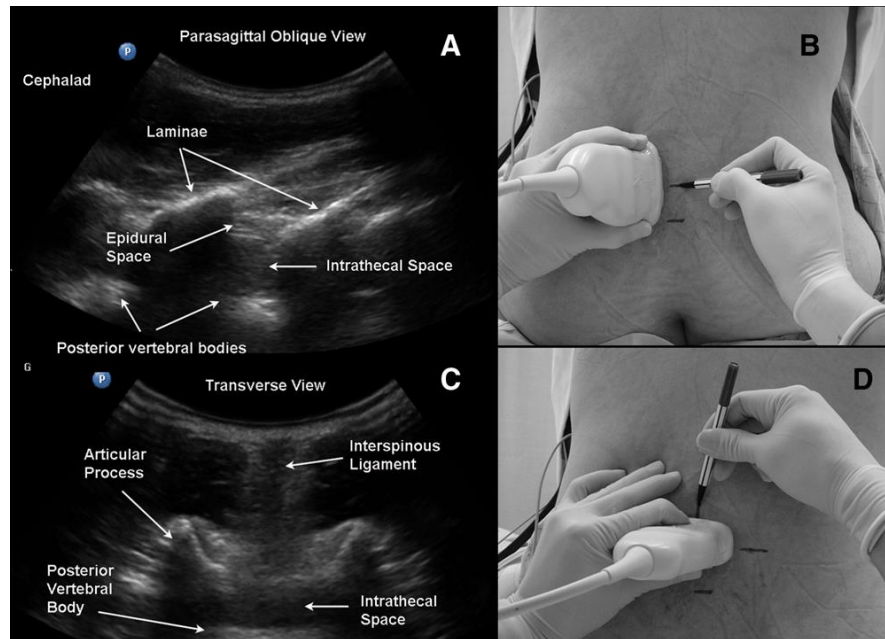 Parasagittal Oblique View
A
P
Cephalad
Laminae
Epidural
Space
Intrathecal Space
Posterior vertebral bodies
B
G
P
Transverse View
C
Articular
Process
Interspinous
Ligament
Posterior
Vertebral
Body
Intrathecal
Space
D